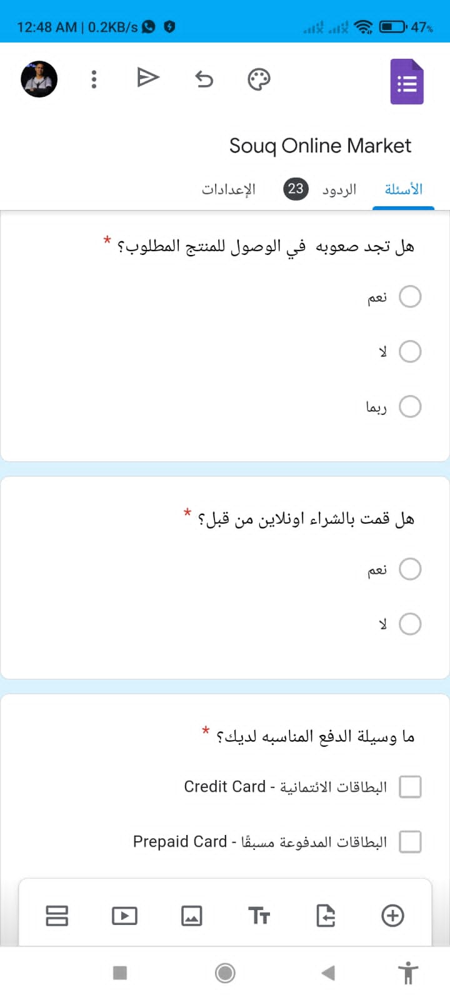 12:48 AM | 0.2KB/s 47%
Souq Online Market
الأسئلة الردود 23 الإعدادات
هل تجد صعوبه في الوصول للمنتج المطلوب؟ *
نعم
لا
ربما
هل قمت بالشراء اونلاين من قبل؟ *
نعم
لا
ما وسيلة الدفع المناسبه لديك؟ *
البطاقات الائتمانية - Credit Card
البطاقات المدفوعة مسبقًا - Prepaid Card
Tт